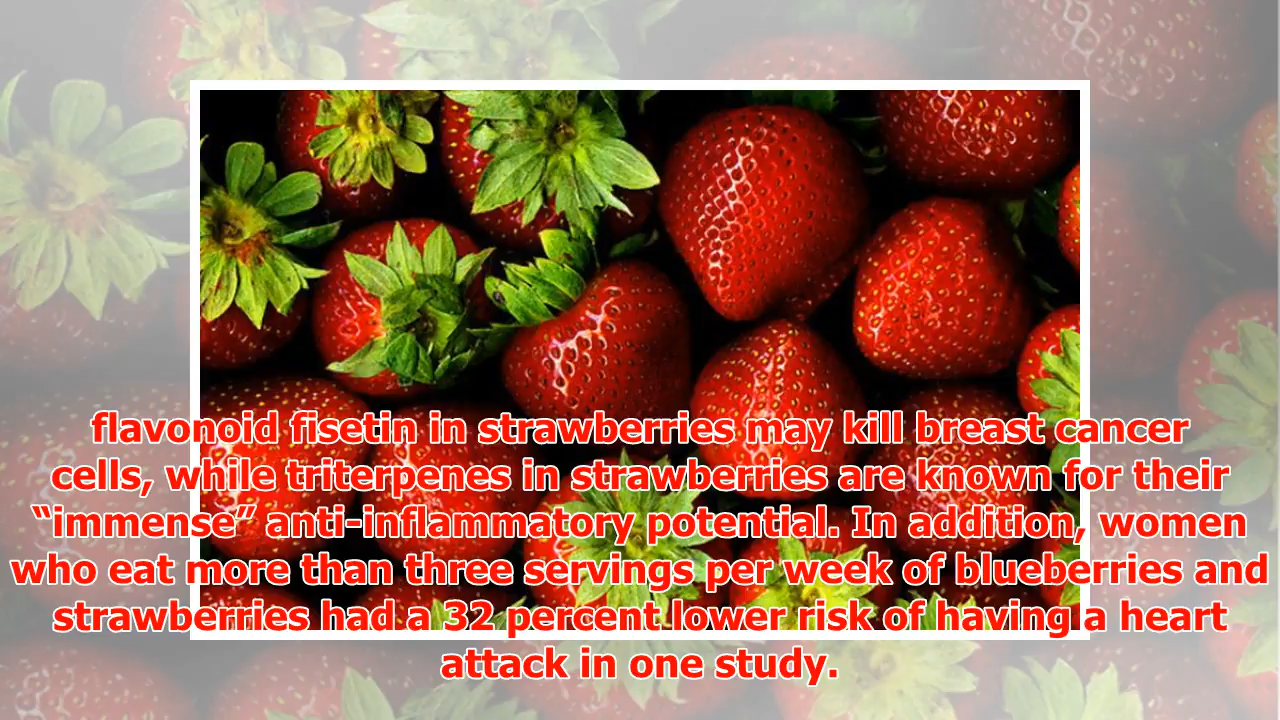 flavonoid fisetin in strawberries may kill breast cancer
cells, while triterpenes in strawberries are known for their
“immense” anti-inflammatory potential. In addition, women
who eat more than three servings per week of blueberries and
strawberries had a 32 percent lower risk of having a heart
attack in one study.